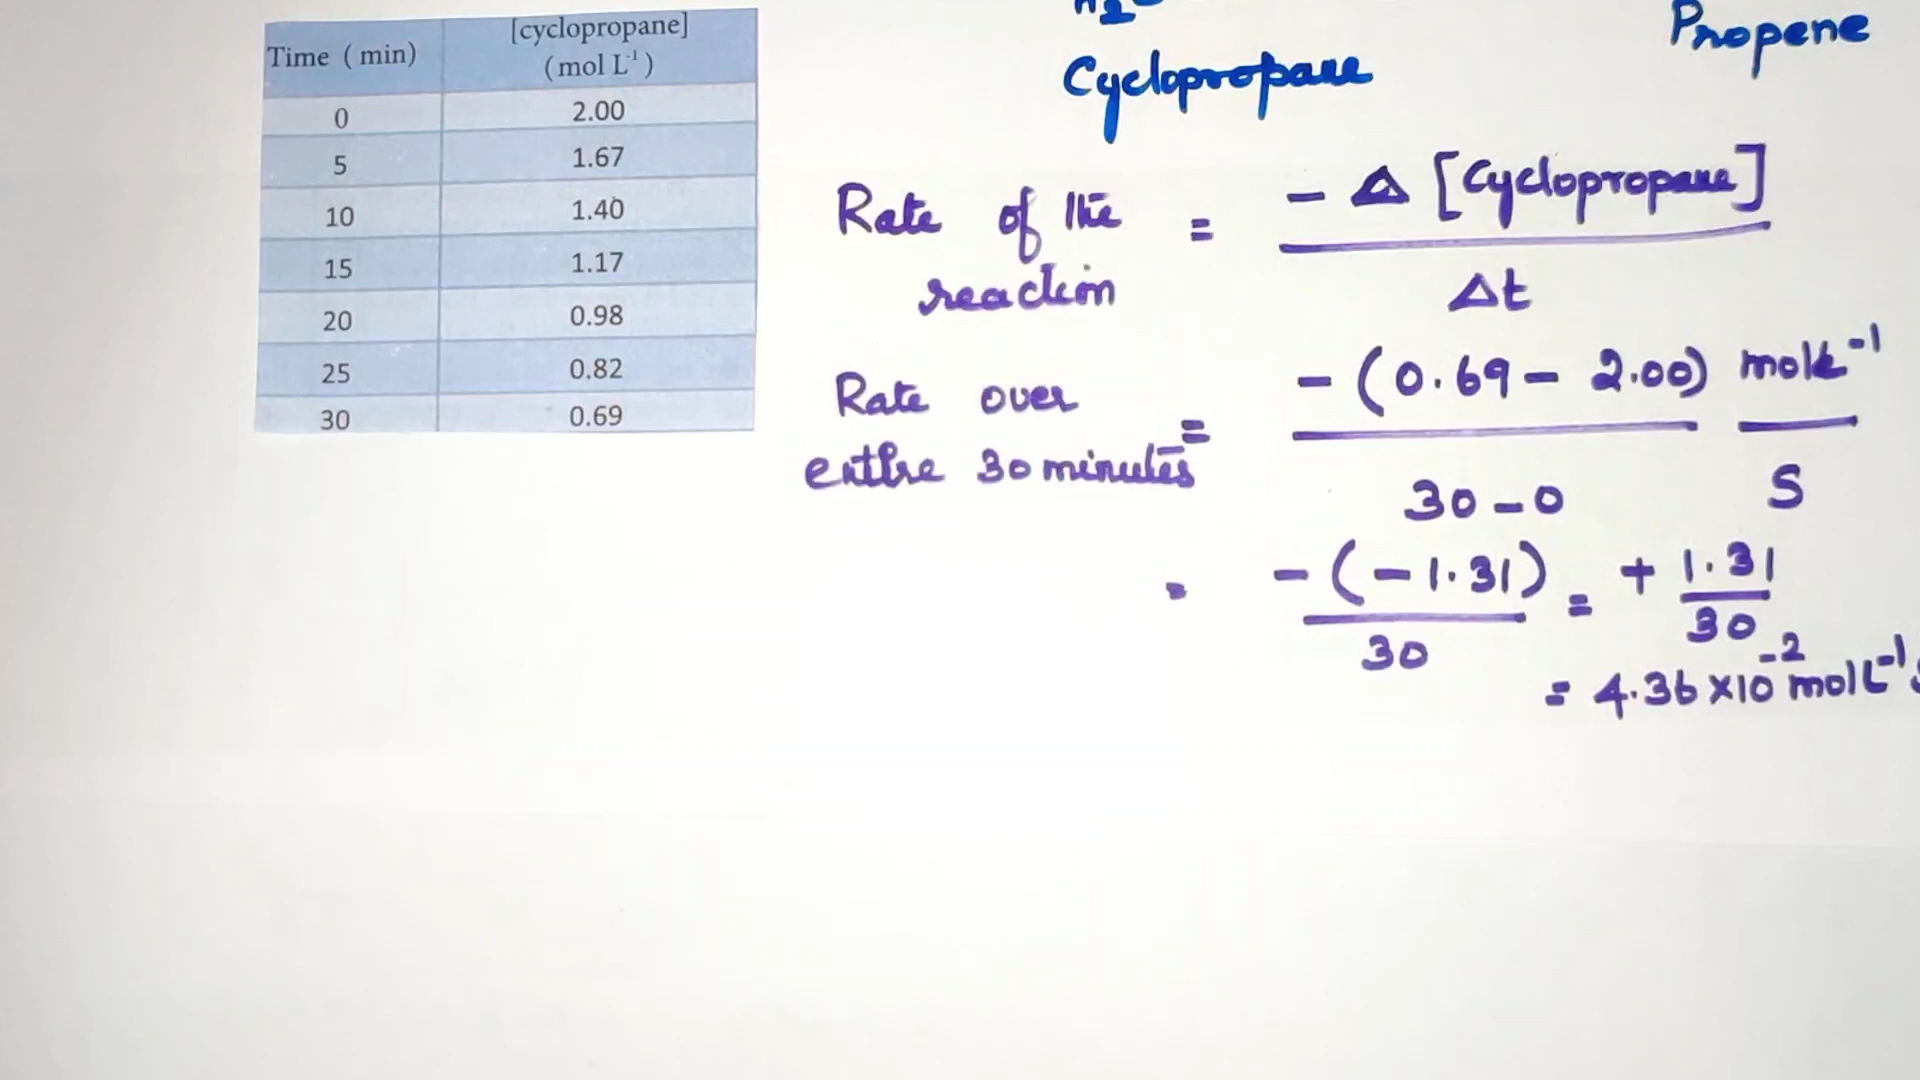 Time ( min) [cyclopropane] (mol L⁻¹)
0 2.00
5 1.67
10 1.40
15 1.17
20 0.98
25 0.82
30 0.69
Cyclopropane
Propene
Rate of the reaction = - Δ [Cyclopropane] / Δt
Rate over entire 30 minutes = - (0.69 - 2.00) / 30 - 0 molL⁻¹ / S
= - (-1.31) / 30 = + 1.31 / 30
= 4.36 ×10⁻² mol L⁻¹